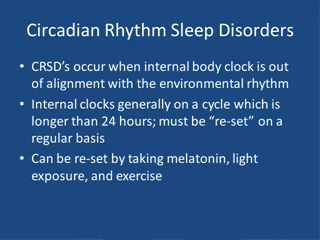 Circadian Rhythm Sleep Disorders
• CRSD’s occur when internal body clock is out
of alignment with the environmental rhythm
• Internal clocks generally on a cycle which is
longer than 24 hours; must be “re-set” on a
regular basis
• Can be re-set by taking melatonin, light
exposure, and exercise